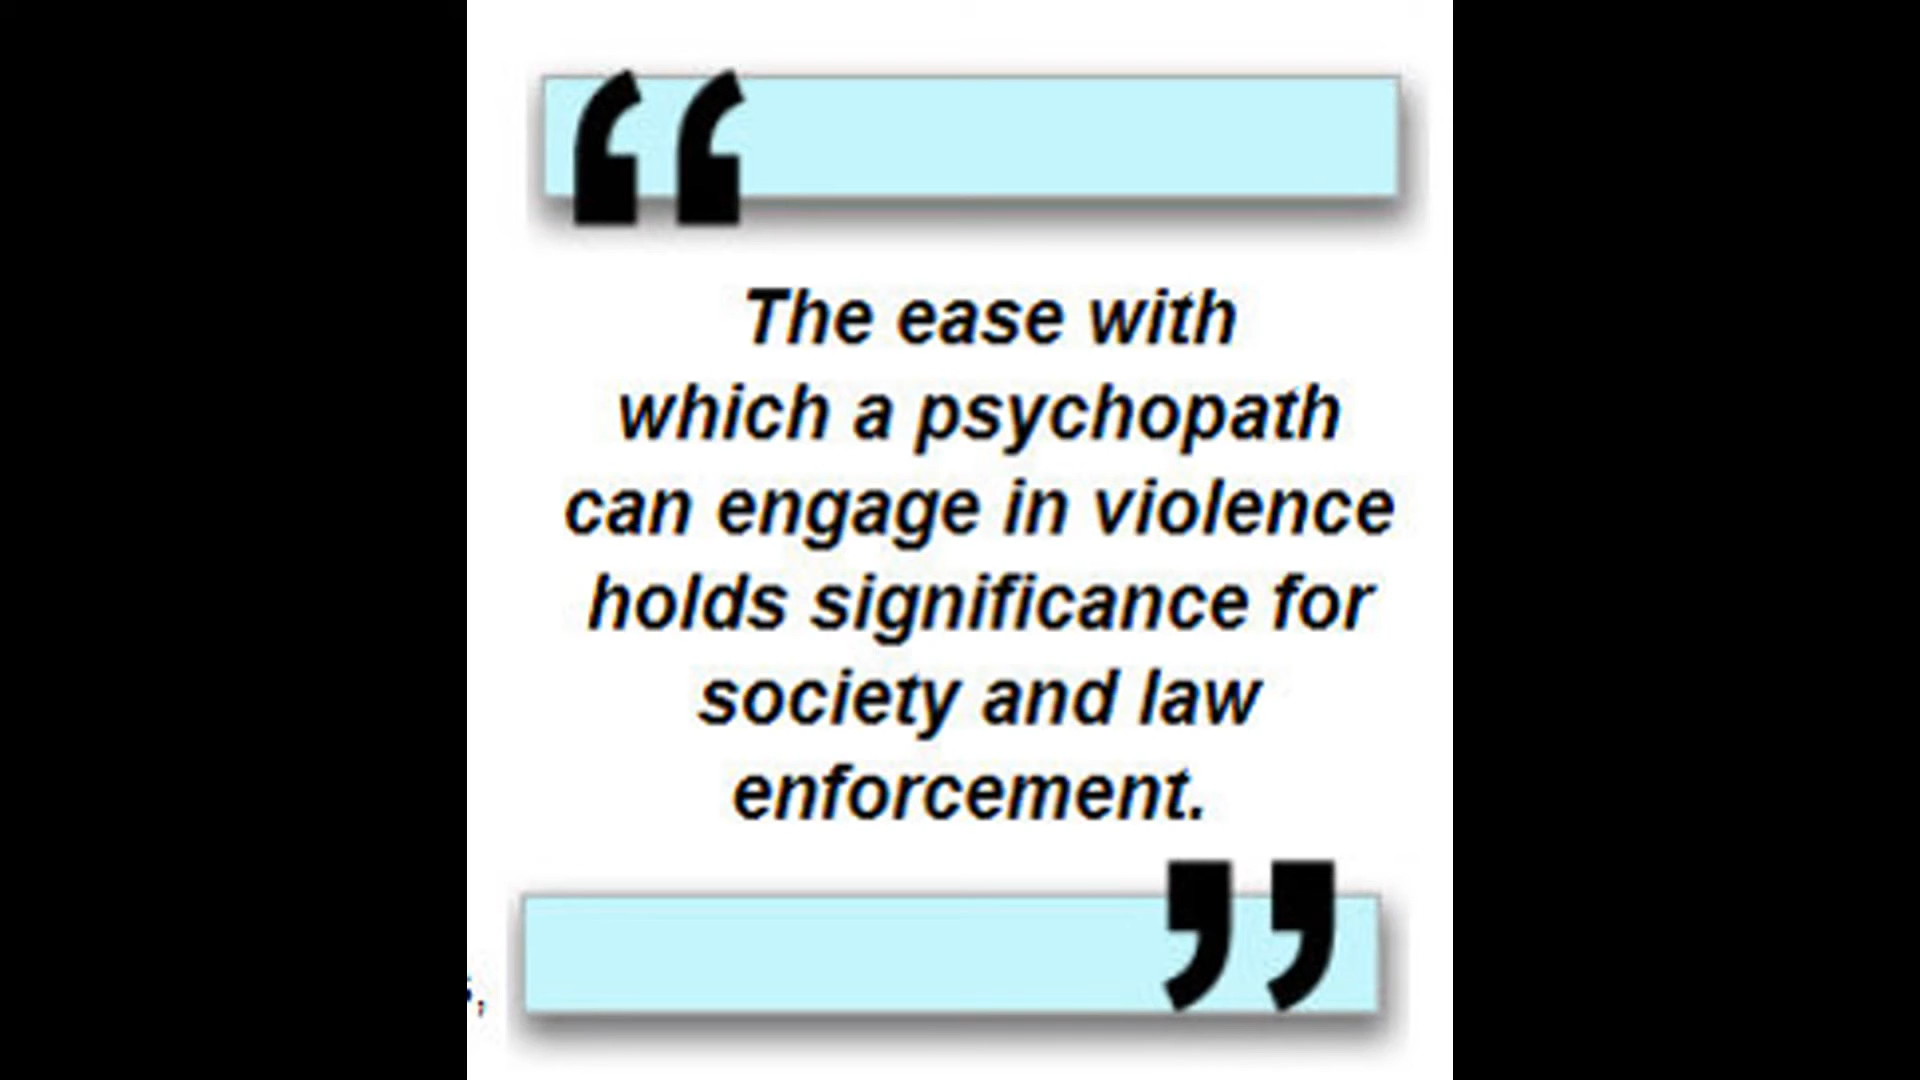 “
The ease with
which a psychopath
can engage in violence
holds significance for
society and law
enforcement.
”